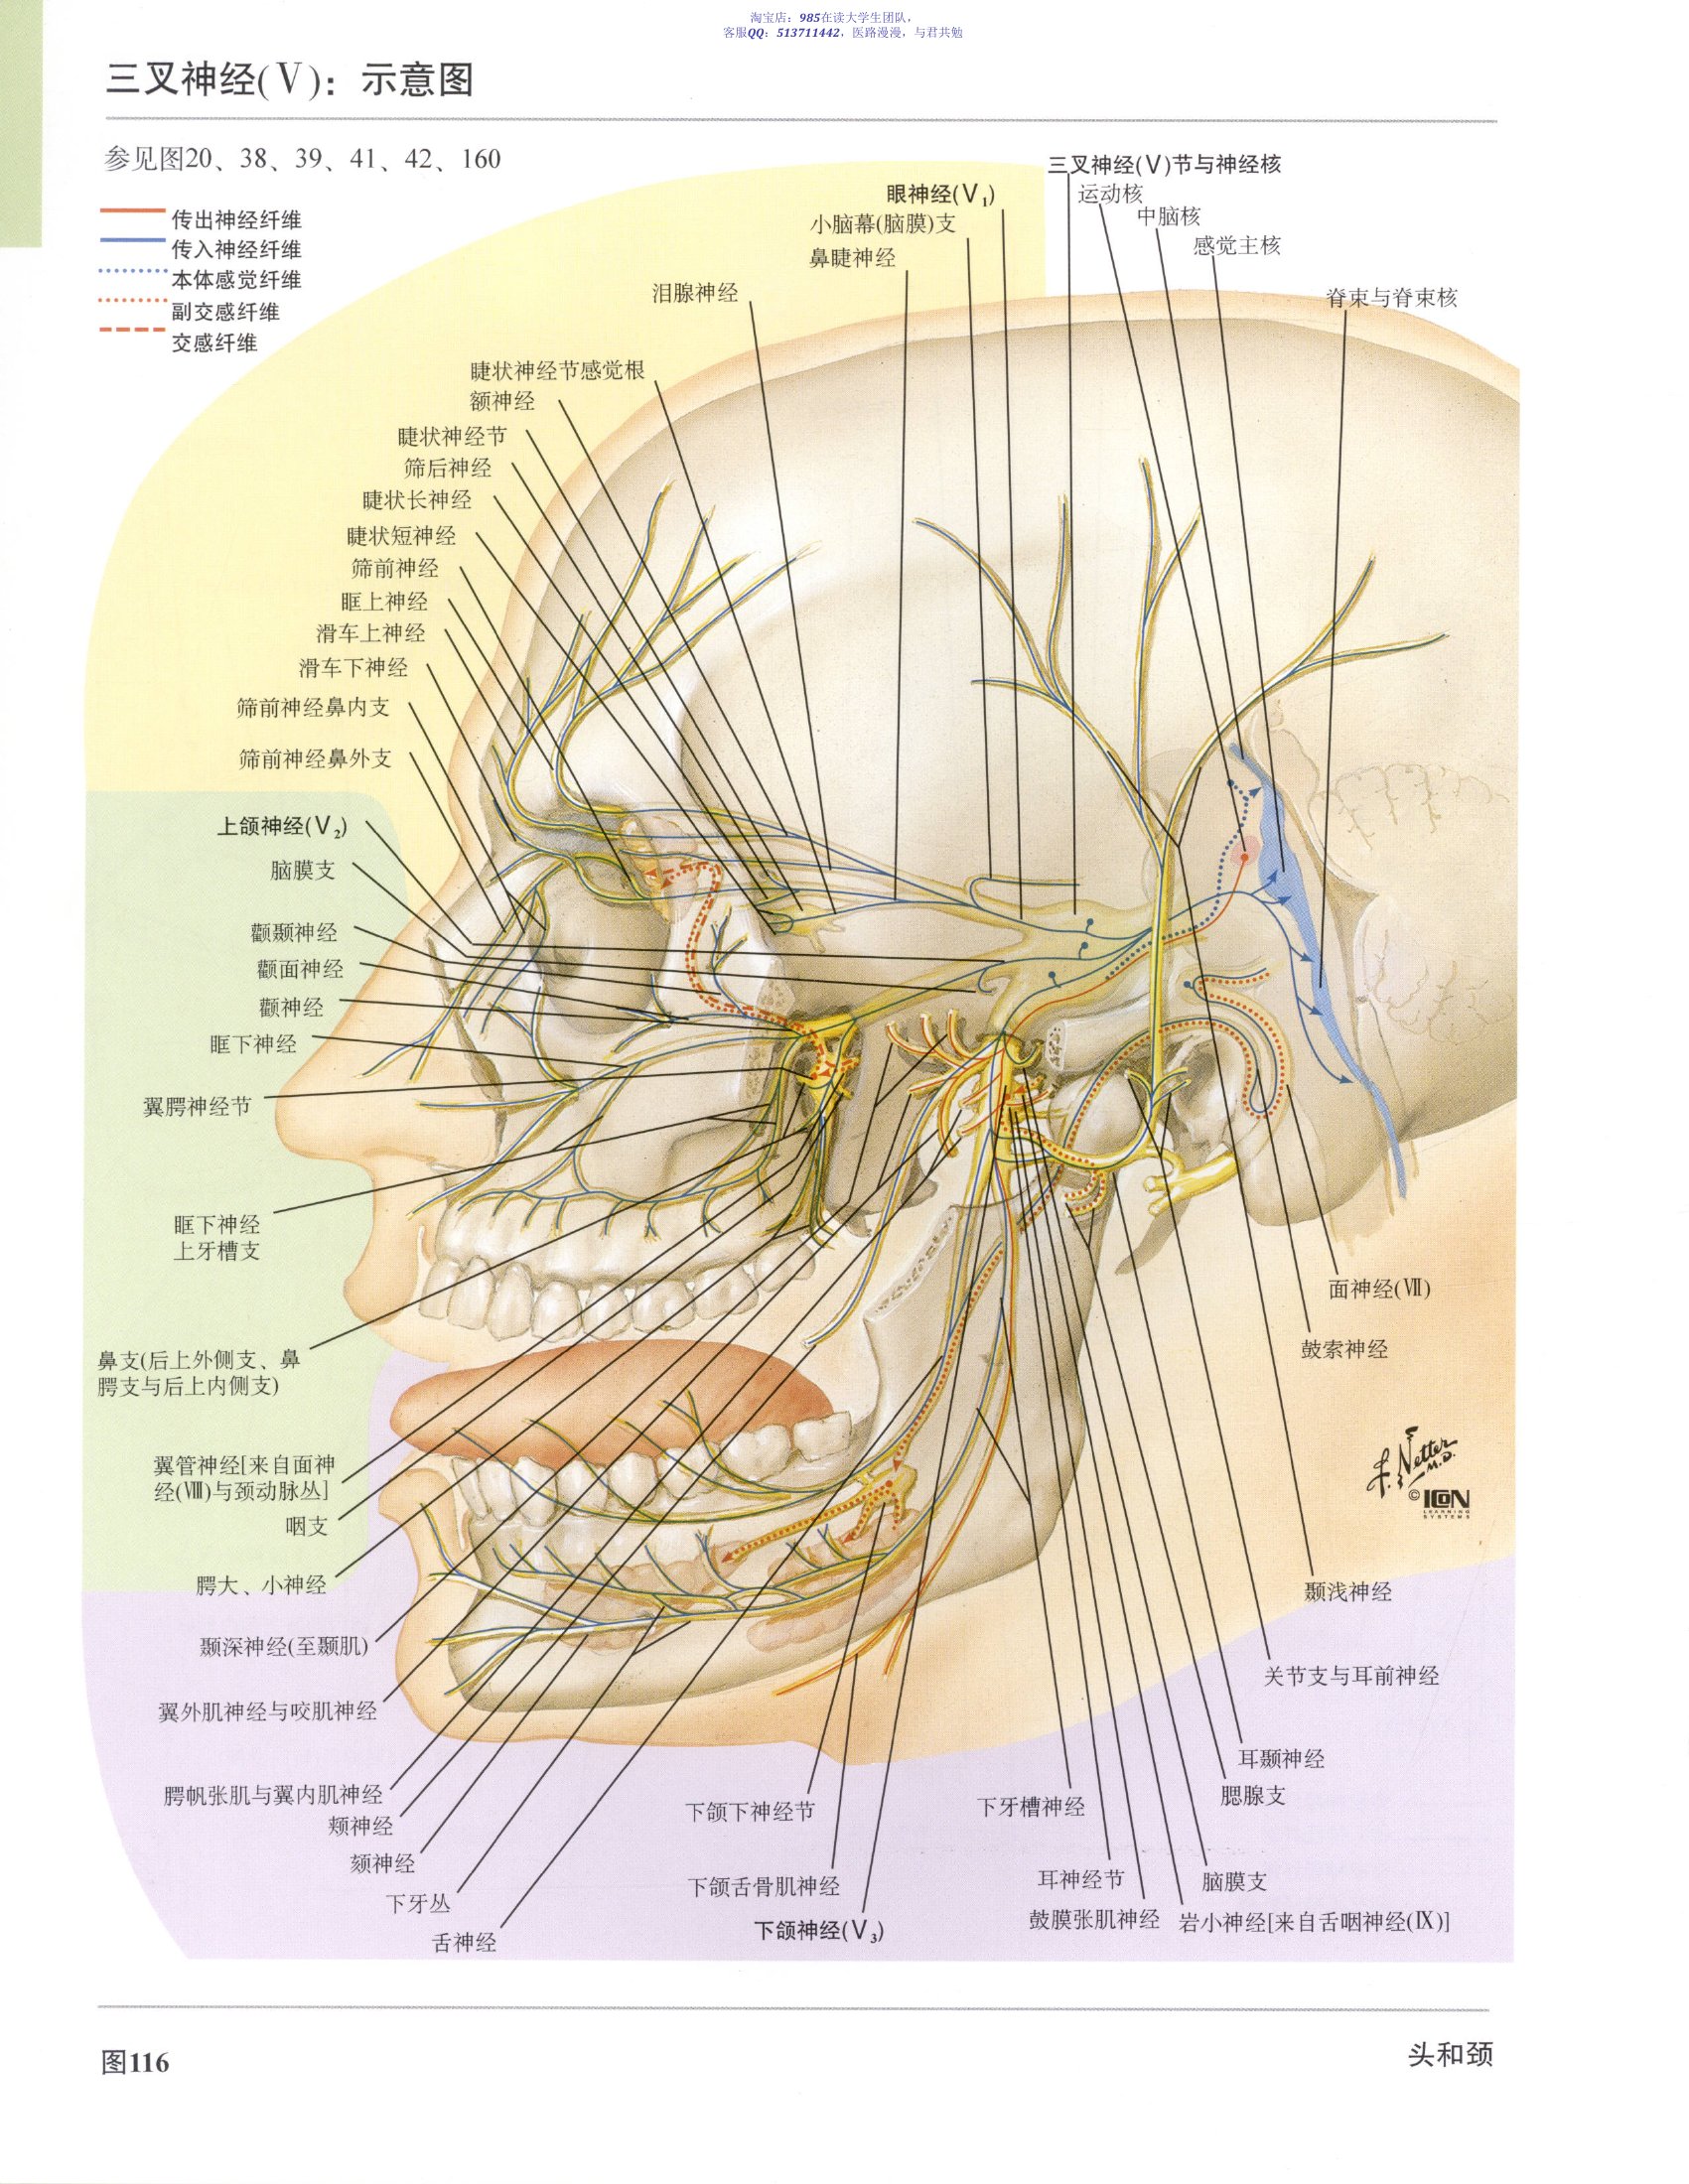 淘宝店：985在读大学生团队，
客服QQ：513711442，医路漫漫，与君共勉
三叉神经(Ⅴ)：示意图
参见图20、38、39、41、42、160
传出神经纤维
传入神经纤维
本体感觉纤维
副交感纤维
交感纤维
三叉神经(Ⅴ)节与神经核
运动核
中脑核
感觉主核
脊束与脊束核
眼神经(Ⅴ₁)
小脑幕(脑膜)支
鼻睫神经
泪腺神经
睫状神经节感觉根
额神经
睫状神经节
筛后神经
睫状长神经
睫状短神经
筛前神经
眶上神经
滑车上神经
滑车下神经
筛前神经鼻内支
筛前神经鼻外支
上颌神经(Ⅴ₂)
脑膜支
颧颞神经
颧面神经
颧神经
眶下神经
翼腭神经节
眶下神经
上牙槽支
鼻支(后上外侧支、鼻
腭支与后上内侧支)
翼管神经[来自面神
经(Ⅷ)与颈动脉丛]
咽支
腭大、小神经
颞深神经(至颞肌)
翼外肌神经与咬肌神经
腭帆张肌与翼内肌神经
颊神经
颏神经
下牙丛
舌神经
下颌下神经节
下颌舌骨肌神经
下颌神经(Ⅴ₃)
下牙槽神经
耳神经节
鼓膜张肌神经
岩小神经[来自舌咽神经(Ⅸ)]
脑膜支
腮腺支
耳颞神经
关节支与耳前神经
颞浅神经
鼓索神经
面神经(Ⅶ)
F. Netter
M.D.
© ICON
LEARNING
SYSTEMS
图116
头和颈